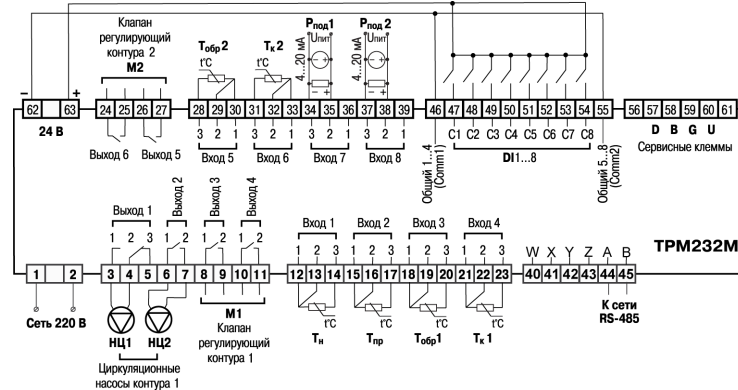 Клапан
регулирующий
контура 2
М2
Tобр 2
t°C
Tк 2
t°C
Pпод 1
Uпит
4...20 мА
Pпод 2
Uпит
4...20 мА
– +
– +
– +
– +
– +
62 63
24 25 26 27
28 29 30 31 32 33 34 35 36 37 38 39
46 47 48 49 50 51 52 53 54 55
56 57 58 59 60 61
24 В
Выход 6 Выход 5
3 2 1 3 2 1 3 2 1 3 2 1
Вход 5 Вход 6 Вход 7 Вход 8
Общий 1...4
(Comm1)
C1 C2 C3 C4 C5 C6 C7 C8
DI1...8
Общий 5...8
(Comm2)
D B G U
Сервисные клеммы
Выход 1
Выход 2
Выход 3
Выход 4
1 2 3 1 2 1 2 1 2
Вход 1 Вход 2 Вход 3 Вход 4
1 2 3 1 2 3 1 2 3 1 2 3
W X Y Z A B
ТРМ232М
1 2
3 4 5 6 7 8 9 10 11
12 13 14 15 16 17 18 19 20 21 22 23
40 41 42 43 44 45
Сеть 220 В
НЦ1 НЦ2
Циркуляционные
насосы контура 1
М1
Клапан
регулирующий
контура 1
t°C t°C t°C t°C
Tн Tпр Tобр1 Tк 1
К сети
RS-485